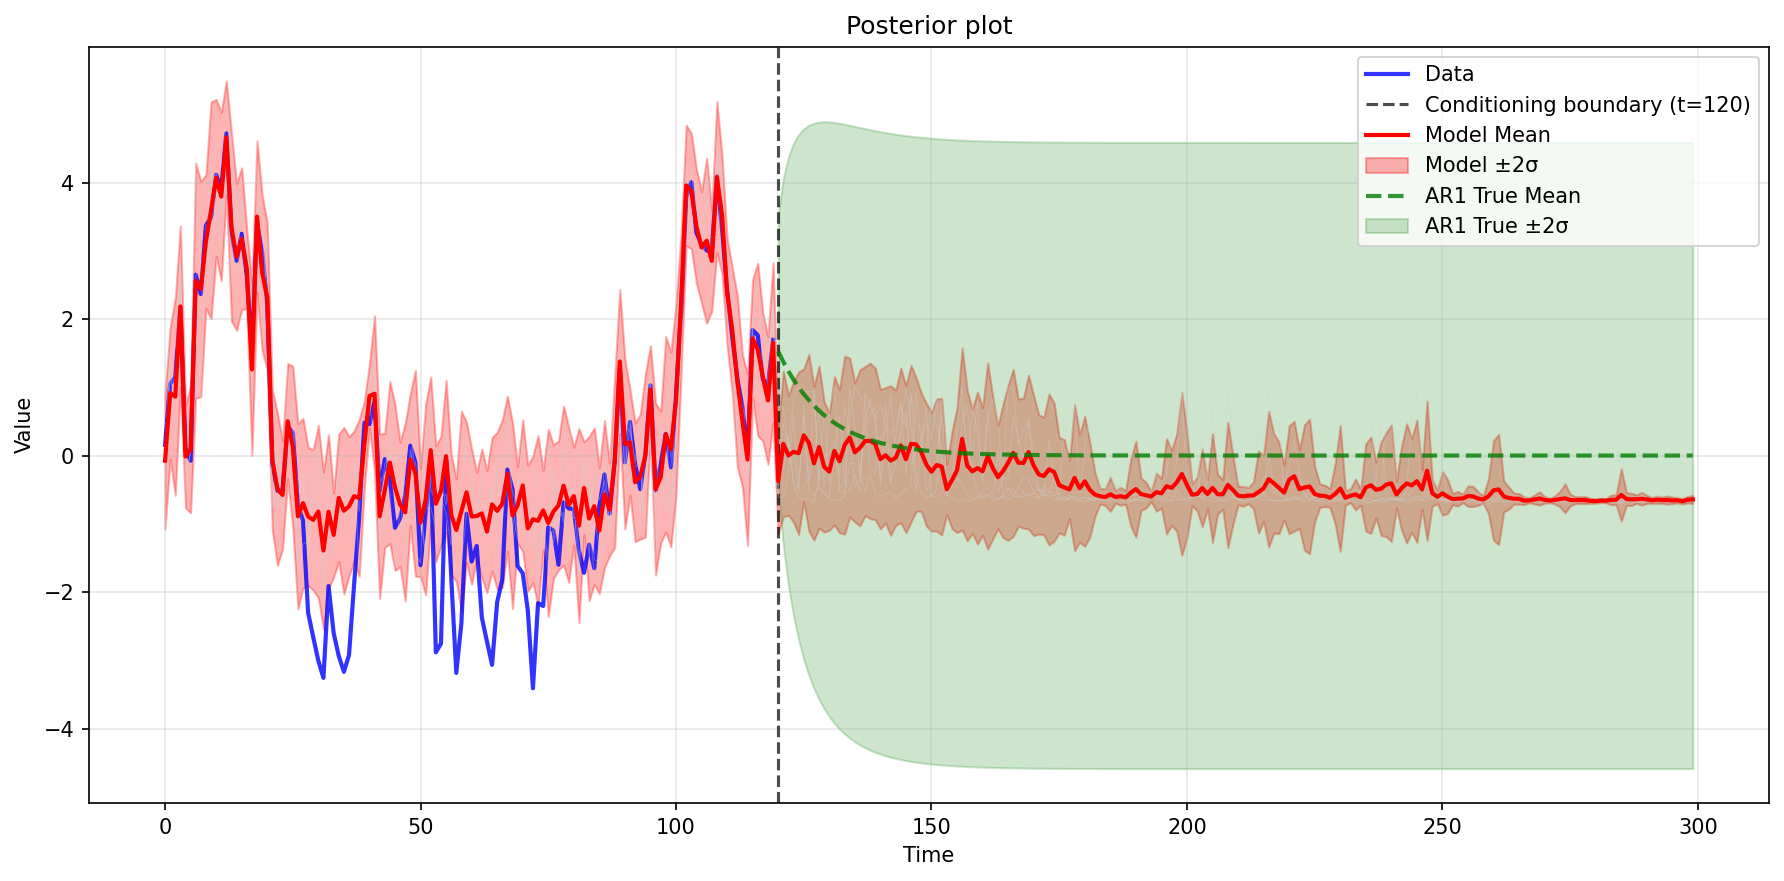 Posterior plot
Data
Conditioning boundary (t=120)
Model Mean
Model ±2σ
AR1 True Mean
AR1 True ±2σ
Value
4
2
0
−2
−4
0
50
100
150
200
250
300
Time